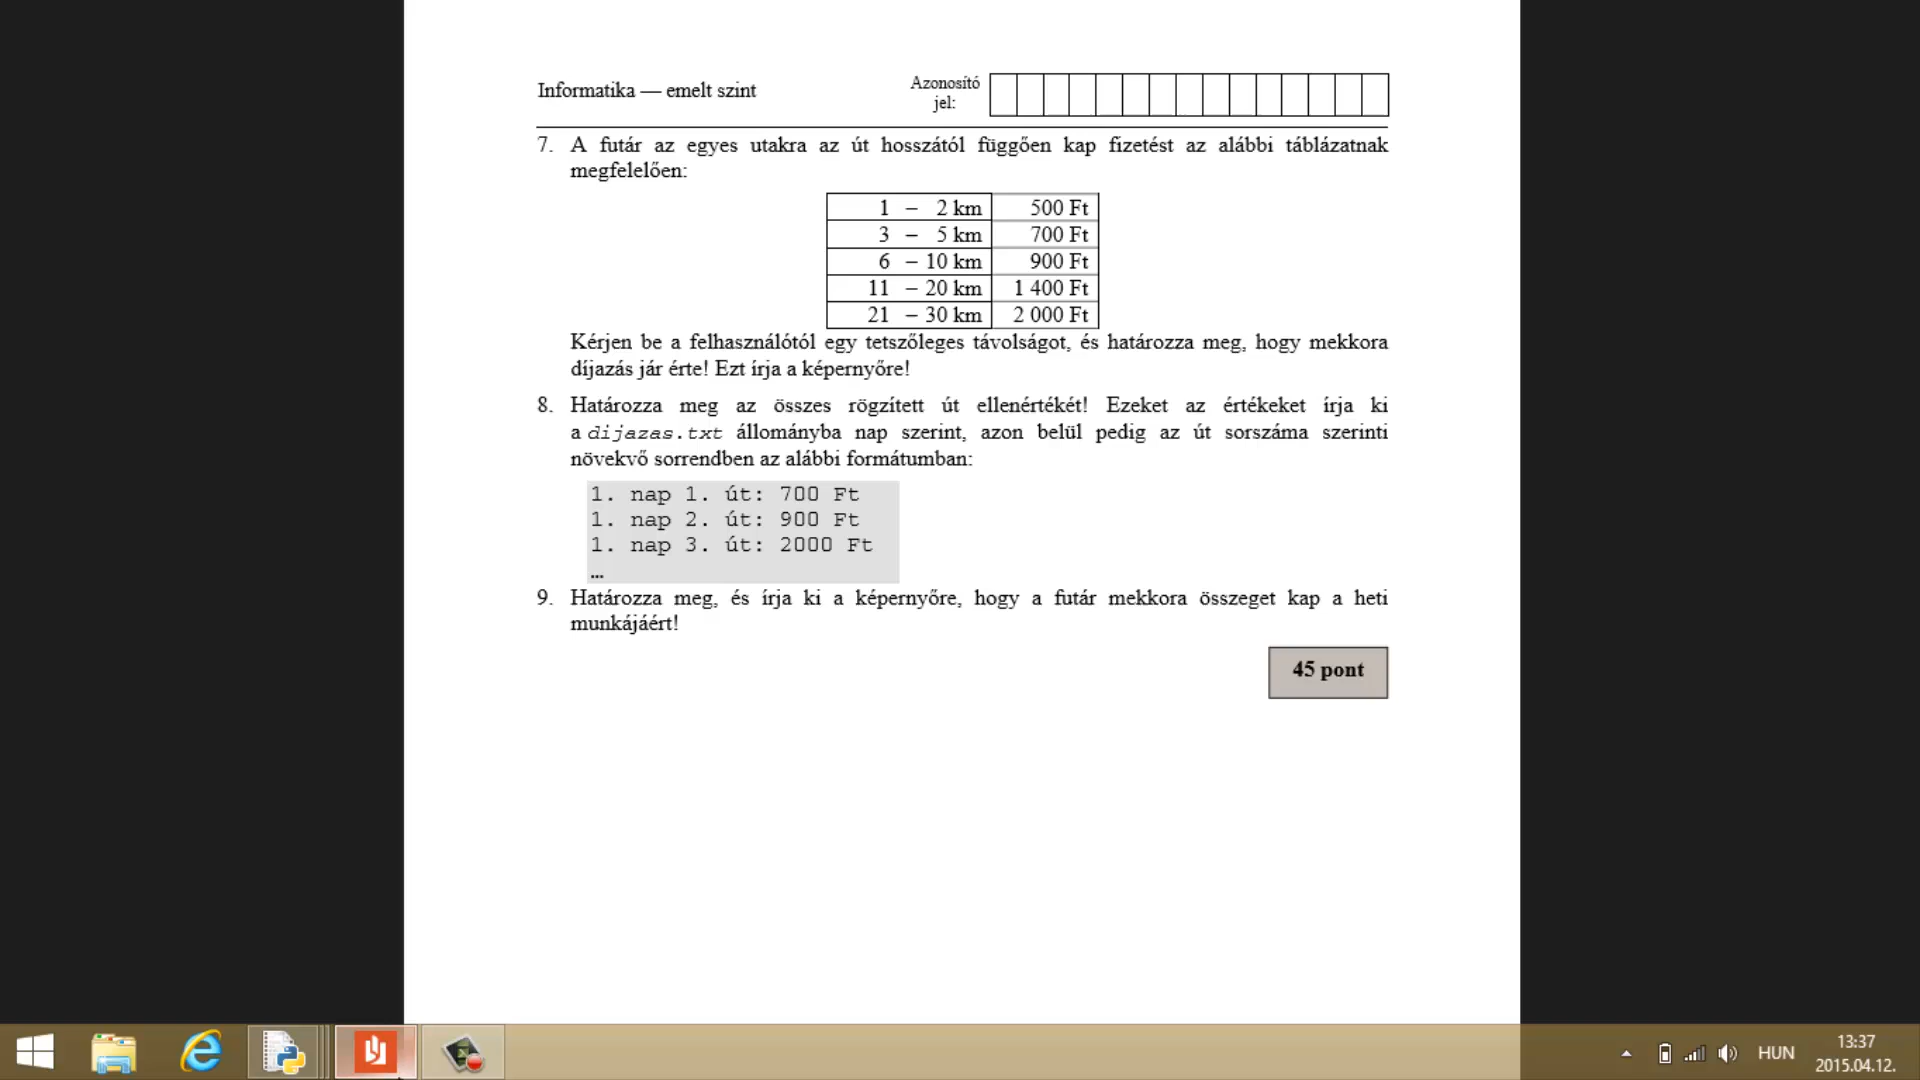 Informatika — emelt szint
Azonosító
jel:
7. A futár az egyes utakra az út hosszától függően kap fizetést az alábbi táblázatnak
megfelelően:
1 – 2 km 500 Ft
3 – 5 km 700 Ft
6 – 10 km 900 Ft
11 – 20 km 1 400 Ft
21 – 30 km 2 000 Ft
Kérjen be a felhasználótól egy tetszőleges távolságot, és határozza meg, hogy mekkora
díjazás jár érte! Ezt írja a képernyőre!
8. Határozza meg az összes rögzített út ellenértékét! Ezeket az értékeket írja ki
a dijazas.txt állományba nap szerint, azon belül pedig az út sorszáma szerinti
növekvő sorrendben az alábbi formátumban:
1. nap 1. út: 700 Ft
1. nap 2. út: 900 Ft
1. nap 3. út: 2000 Ft
…
9. Határozza meg, és írja ki a képernyőre, hogy a futár mekkora összeget kap a heti
munkájáért!
45 pont
HUN
13:37
2015.04.12.